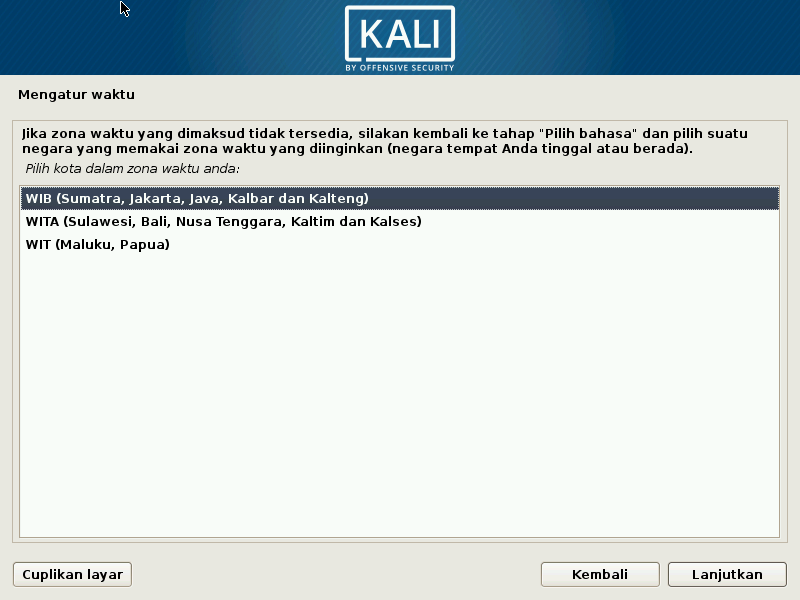 KALI
BY OFFENSIVE SECURITY
Mengatur waktu
Jika zona waktu yang dimaksud tidak tersedia, silakan kembali ke tahap "Pilih bahasa" dan pilih suatu
negara yang memakai zona waktu yang diinginkan (negara tempat Anda tinggal atau berada).
Pilih kota dalam zona waktu anda:
WIB (Sumatra, Jakarta, Java, Kalbar dan Kalteng)
WITA (Sulawesi, Bali, Nusa Tenggara, Kaltim dan Kalses)
WIT (Maluku, Papua)
Cuplikan layar
Kembali
Lanjutkan